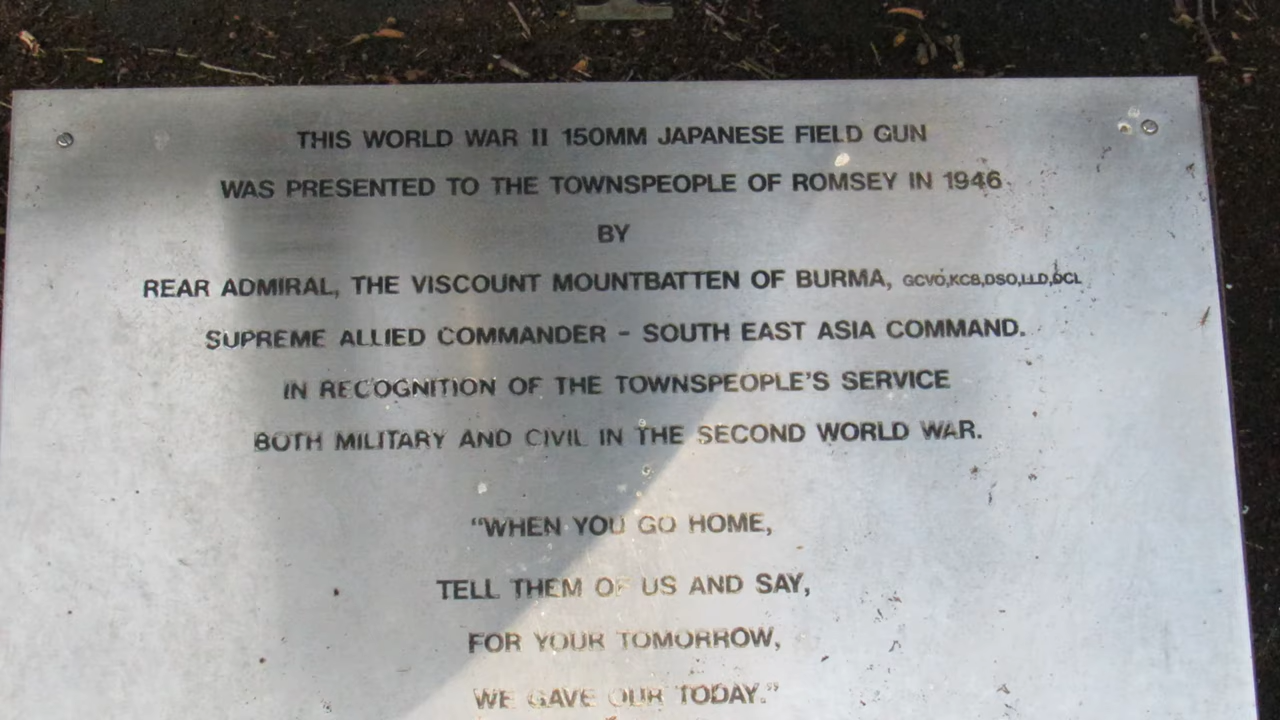 THIS WORLD WAR II 150MM JAPANESE FIELD GUN
WAS PRESENTED TO THE TOWNSPEOPLE OF ROMSEY IN 1946
BY
REAR ADMIRAL, THE VISCOUNT MOUNTBATTEN OF BURMA, GCVO,KCB,DSO,LLD,DCL
SUPREME ALLIED COMMANDER – SOUTH EAST ASIA COMMAND.
IN RECOGNITION OF THE TOWNSPEOPLE'S SERVICE
BOTH MILITARY AND CIVIL IN THE SECOND WORLD WAR.
“WHEN YOU GO HOME,
TELL THEM OF US AND SAY,
FOR YOUR TOMORROW,
WE GAVE OUR TODAY.”